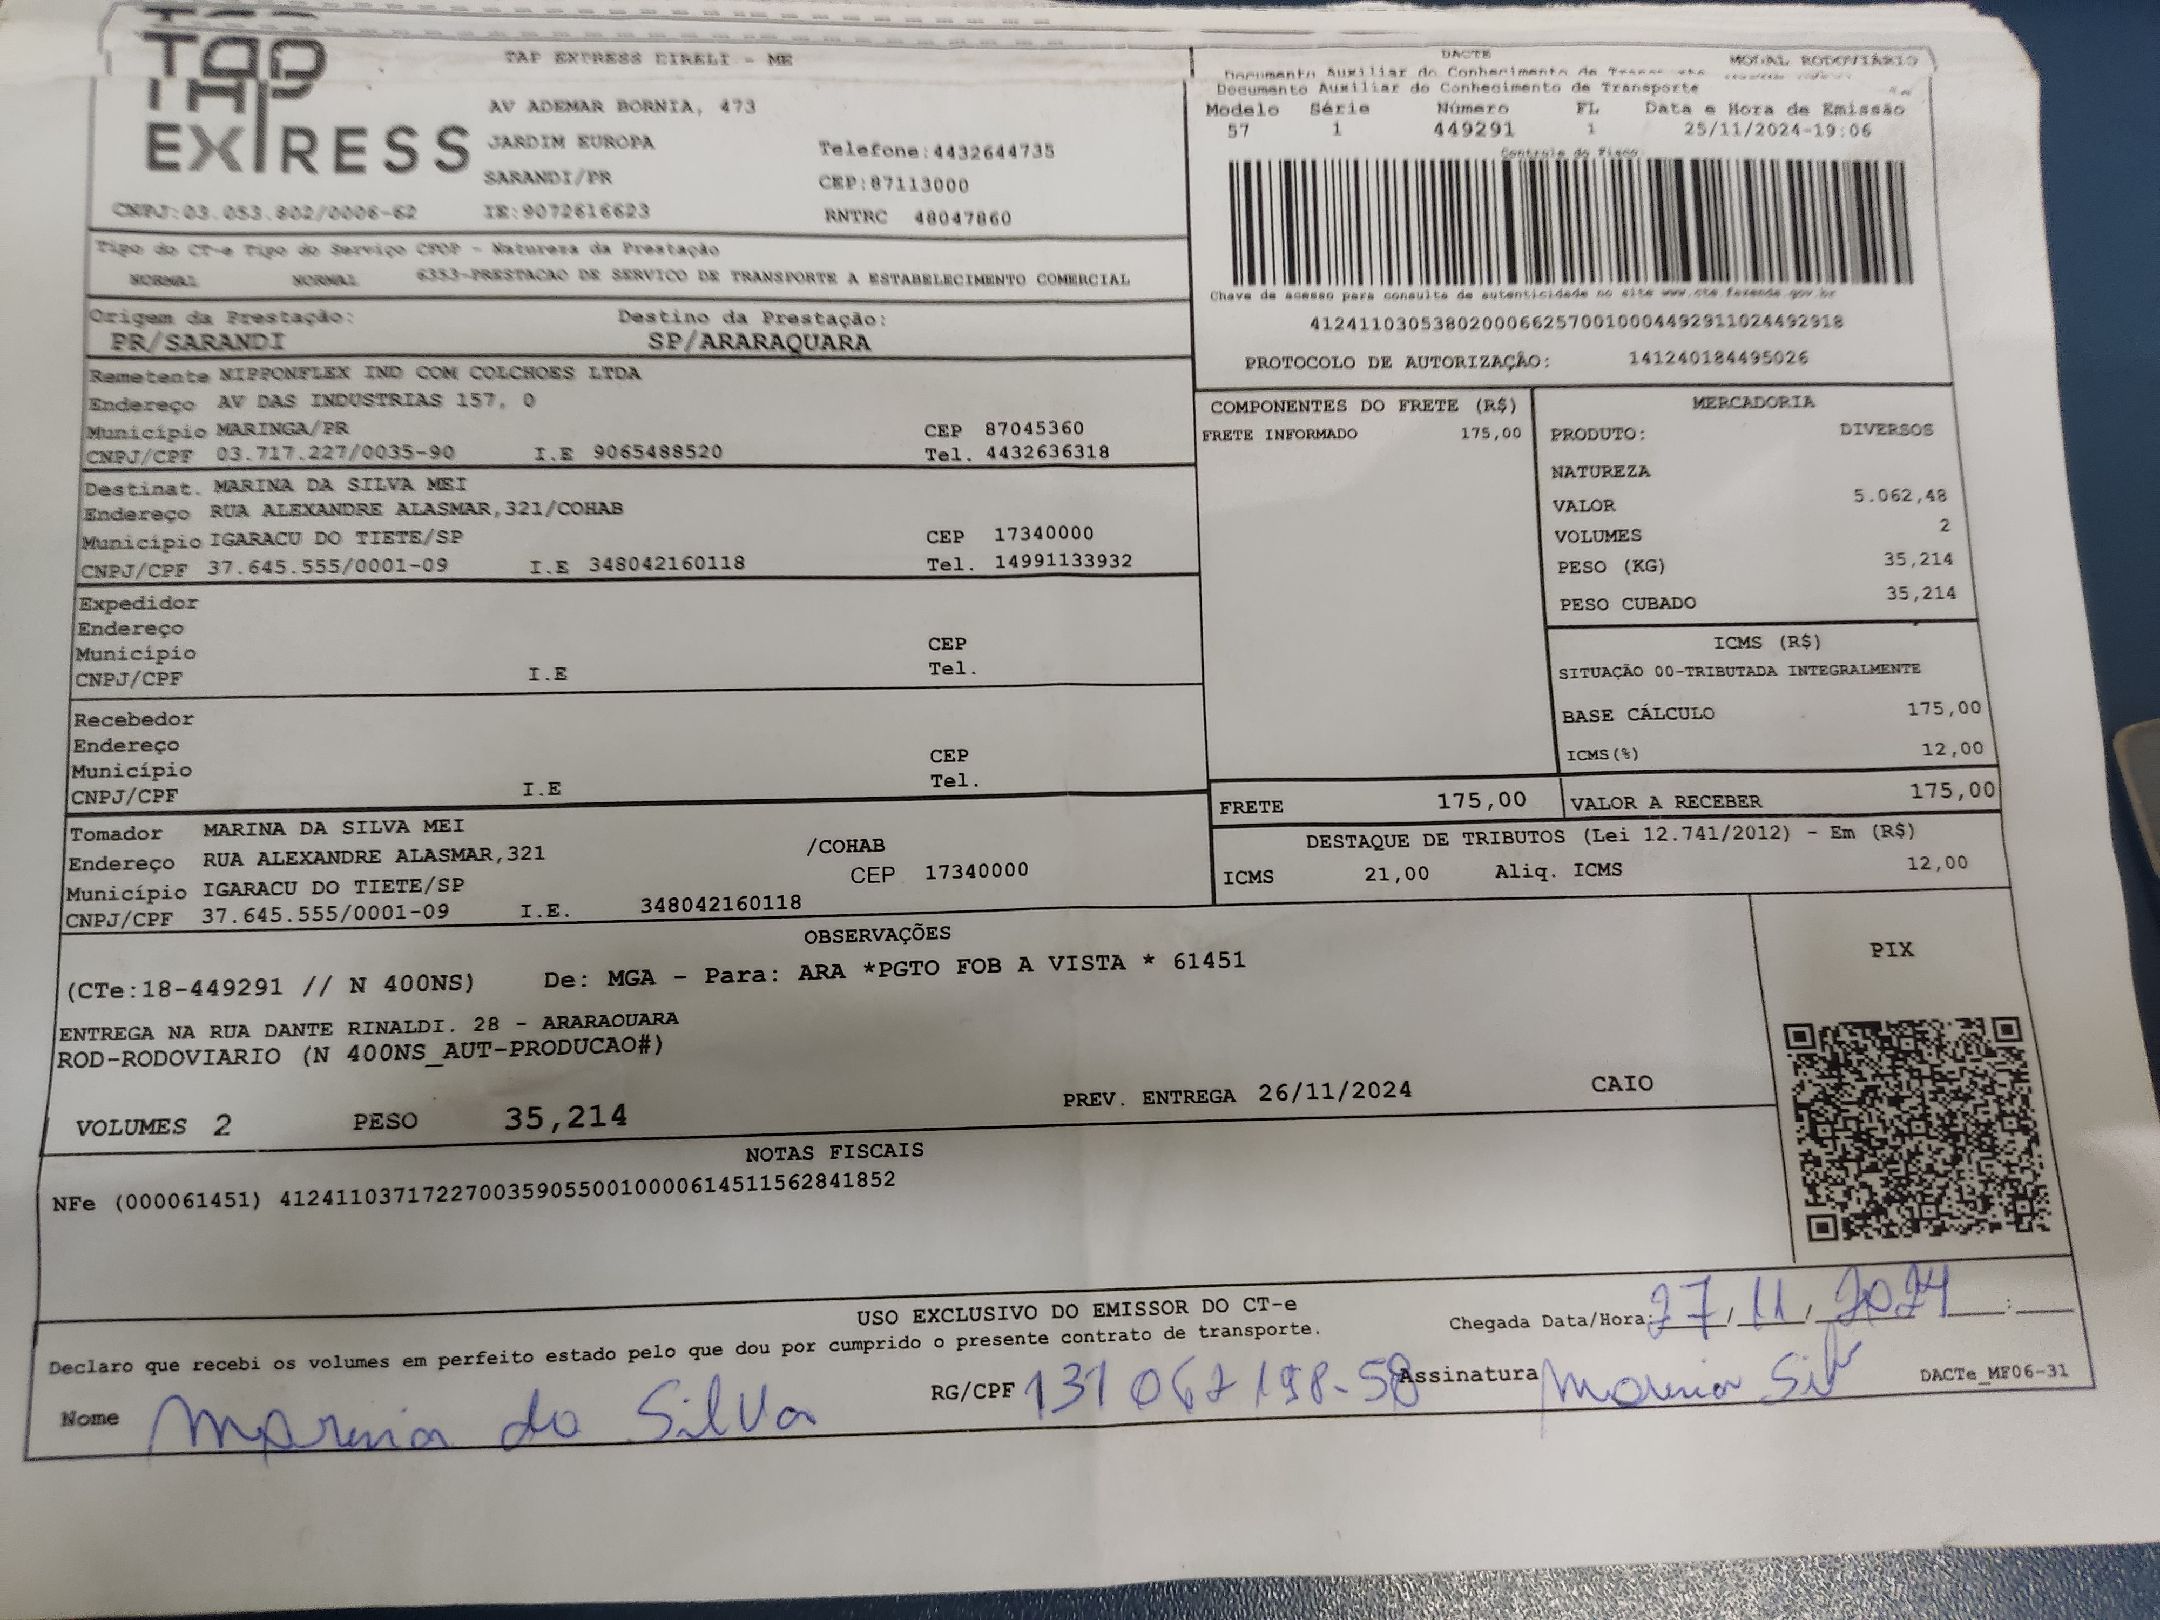 TAP
EXPRESS
TAP EXPRESS EIRELI - ME
AV ADEMAR BORNIA, 473
JARDIM EUROPA
Telefone:4432644735
SARANDI/PR
CEP:87113000
CNPJ:03.053.802/0006-62
IE:9072616623
RNTRC 48047860
DACTE
MODAL RODOVIÁRIO
Documento Auxiliar do Conhecimento de Transporte
Documento Auxiliar do Conhecimento de Transporte
Modelo Série Número FL Data e Hora de Emissão
57 1 449291 1 25/11/2024-19:06
Controle do Fisco
Chave de acesso para consulta de autenticidade no site www.cte.fazenda.gov.br
41241103053802000662570010004492911024492918
PROTOCOLO DE AUTORIZAÇÃO: 141240184495026
Tipo do CT-e Tipo do Serviço CFOP - Natureza da Prestação
NORMAL NORMAL 6353-PRESTACAO DE SERVICO DE TRANSPORTE A ESTABELECIMENTO COMERCIAL
Origem da Prestação: Destino da Prestação:
PR/SARANDI SP/ARARAQUARA
Remetente NIPPONFLEX IND COM COLCHOES LTDA
Endereço AV DAS INDUSTRIAS 157, 0
Município MARINGA/PR CEP 87045360
CNPJ/CPF 03.717.227/0035-90 I.E 9065488520 Tel. 4432636318
Destinat. MARINA DA SILVA MEI
Endereço RUA ALEXANDRE ALASMAR,321/COHAB
Município IGARACU DO TIETE/SP CEP 17340000
CNPJ/CPF 37.645.555/0001-09 I.E 348042160118 Tel. 14991133932
Expedidor
Endereço
Município CEP
CNPJ/CPF I.E Tel.
Recebedor
Endereço
Município CEP
CNPJ/CPF I.E Tel.
Tomador MARINA DA SILVA MEI
Endereço RUA ALEXANDRE ALASMAR,321 /COHAB
Município IGARACU DO TIETE/SP CEP 17340000
CNPJ/CPF 37.645.555/0001-09 I.E. 348042160118
COMPONENTES DO FRETE (R$)
FRETE INFORMADO 175,00
MERCADORIA
PRODUTO: DIVERSOS
NATUREZA
VALOR 5.062,48
VOLUMES 2
PESO (KG) 35,214
PESO CUBADO 35,214
ICMS (R$)
SITUAÇÃO 00-TRIBUTADA INTEGRALMENTE
BASE CÁLCULO 175,00
ICMS(%) 12,00
FRETE 175,00 VALOR A RECEBER 175,00
DESTAQUE DE TRIBUTOS (Lei 12.741/2012) - Em (R$)
ICMS 21,00 Aliq. ICMS 12,00
OBSERVAÇÕES
(CTe:18-449291 // N 400NS) De: MGA - Para: ARA *PGTO FOB A VISTA * 61451
ENTREGA NA RUA DANTE RINALDI. 28 - ARARAQUARA
ROD-RODOVIARIO (N 400NS_AUT-PRODUCAO#)
VOLUMES 2 PESO 35,214 PREV. ENTREGA 26/11/2024 CAIO
PIX
NOTAS FISCAIS
NFe (000061451) 41241103717227003590550010000614511562841852
USO EXCLUSIVO DO EMISSOR DO CT-e
Declaro que recebi os volumes em perfeito estado pelo que dou por cumprido o presente contrato de transporte.
Chegada Data/Hora: 27/11/2024 :
Nome Marina da Silva RG/CPF 131 067 198-58 Assinatura Marina Silva DACTe_MF06-31